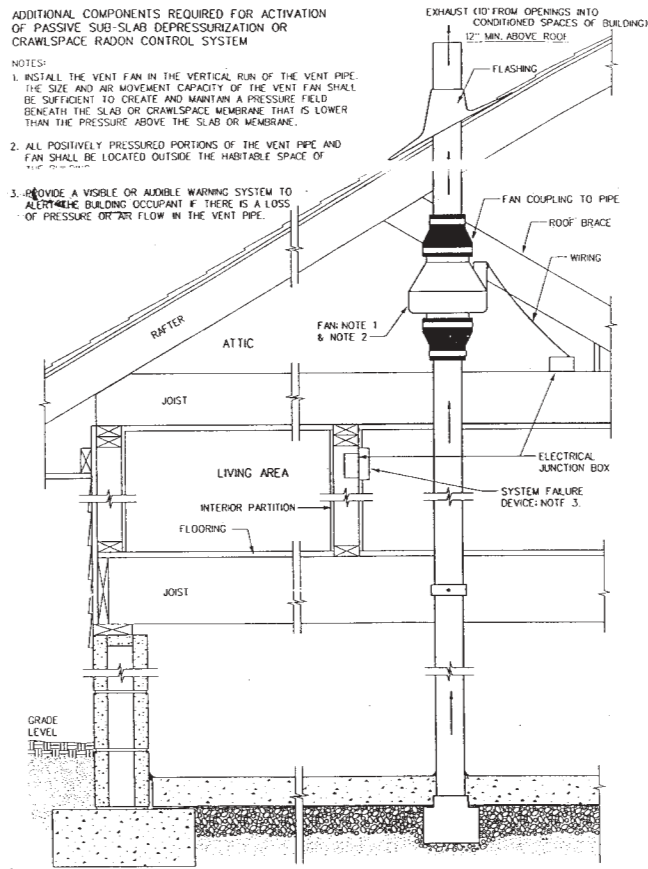 ADDITIONAL COMPONENTS REQUIRED FOR ACTIVATION
OF PASSIVE SUB-SLAB DEPRESSURIZATION OR
CRAWLSPACE RADON CONTROL SYSTEM
NOTES:
1. INSTALL THE VENT FAN IN THE VERTICAL RUN OF THE VENT PIPE.
THE SIZE AND AIR MOVEMENT CAPACITY OF THE VENT FAN SHALL
BE SUFFICIENT TO CREATE AND MAINTAIN A PRESSURE FIELD
BENEATH THE SLAB OR CRAWLSPACE MEMBRANE THAT IS LOWER
THAN THE PRESSURE ABOVE THE SLAB OR MEMBRANE.
2. ALL POSITIVELY PRESSURED PORTIONS OF THE VENT PIPE AND
FAN SHALL BE LOCATED OUTSIDE THE HABITABLE SPACE OF
3. PROVIDE A VISIBLE OR AUDIBLE WARNING SYSTEM TO
ALERT THE BUILDING OCCUPANT IF THERE IS A LOSS
OF PRESSURE OR AIR FLOW IN THE VENT PIPE.
EXHAUST (10' FROM OPENINGS INTO
CONDITIONED SPACES OF BUILDING)
12" MIN. ABOVE ROOF
FLASHING
FAN COUPLING TO PIPE
ROOF BRACE
WIRING
FAN: NOTE 1
& NOTE 2
RAFTER
ATTIC
JOIST
LIVING AREA
ELECTRICAL
JUNCTION BOX
SYSTEM FAILURE
DEVICE: NOTE 3.
INTERIOR PARTITION
FLOORING
JOIST
GRADE
LEVEL